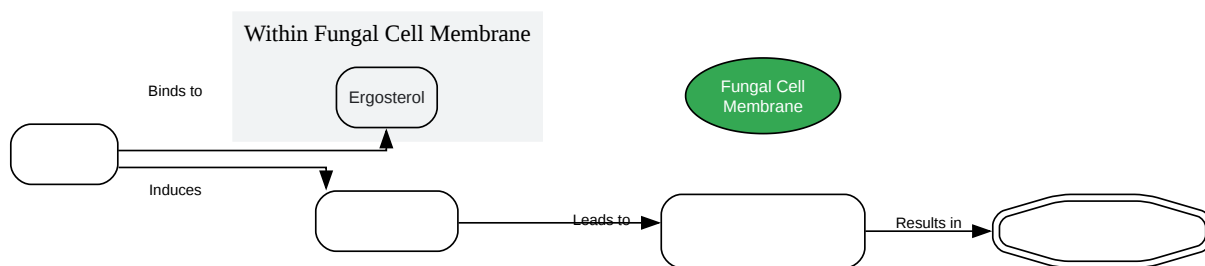 Within Fungal Cell Membrane
Binds to
Ergosterol
Fungal Cell
Membrane
Induces
Leads to
Results in